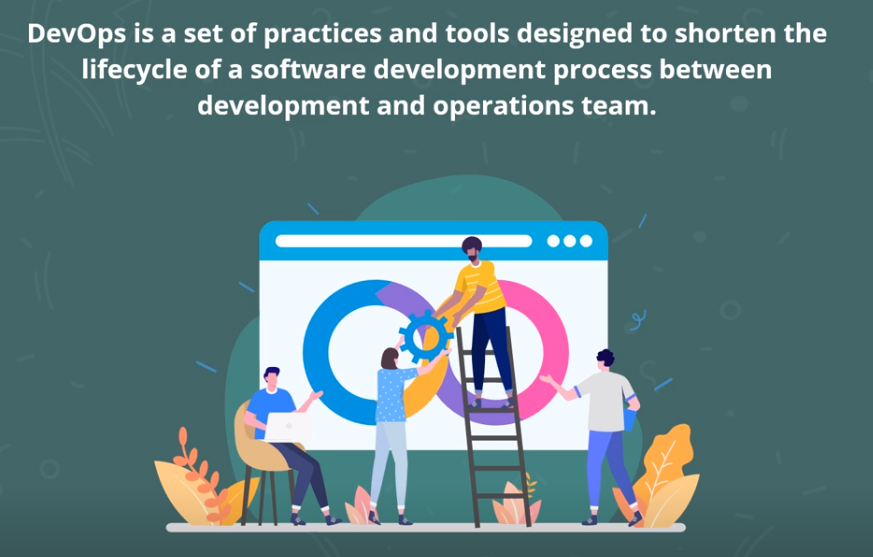 DevOps is a set of practices and tools designed to shorten the
lifecycle of a software development process between
development and operations team.